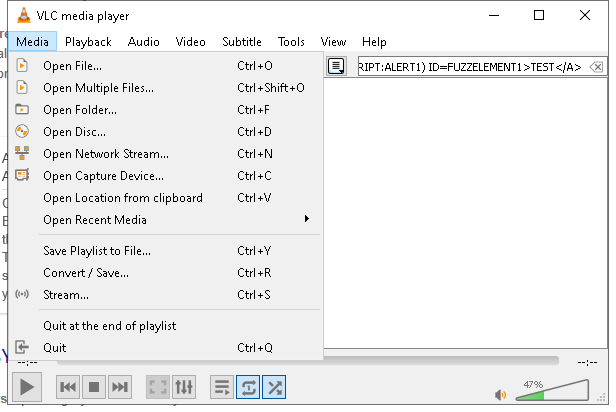 VLC media player
Media Playback Audio Video Subtitle Tools View Help
Open File... Ctrl+O
RIPT:ALERT1) ID=FUZZELEMENT1>TEST</A>
Open Multiple Files... Ctrl+Shift+O
Open Folder... Ctrl+F
Open Disc... Ctrl+D
Open Network Stream... Ctrl+N
Open Capture Device... Ctrl+C
Open Location from clipboard Ctrl+V
Open Recent Media
Save Playlist to File... Ctrl+Y
Convert / Save... Ctrl+R
Stream... Ctrl+S
Quit at the end of playlist
Quit Ctrl+Q
--:-- --:--
47%